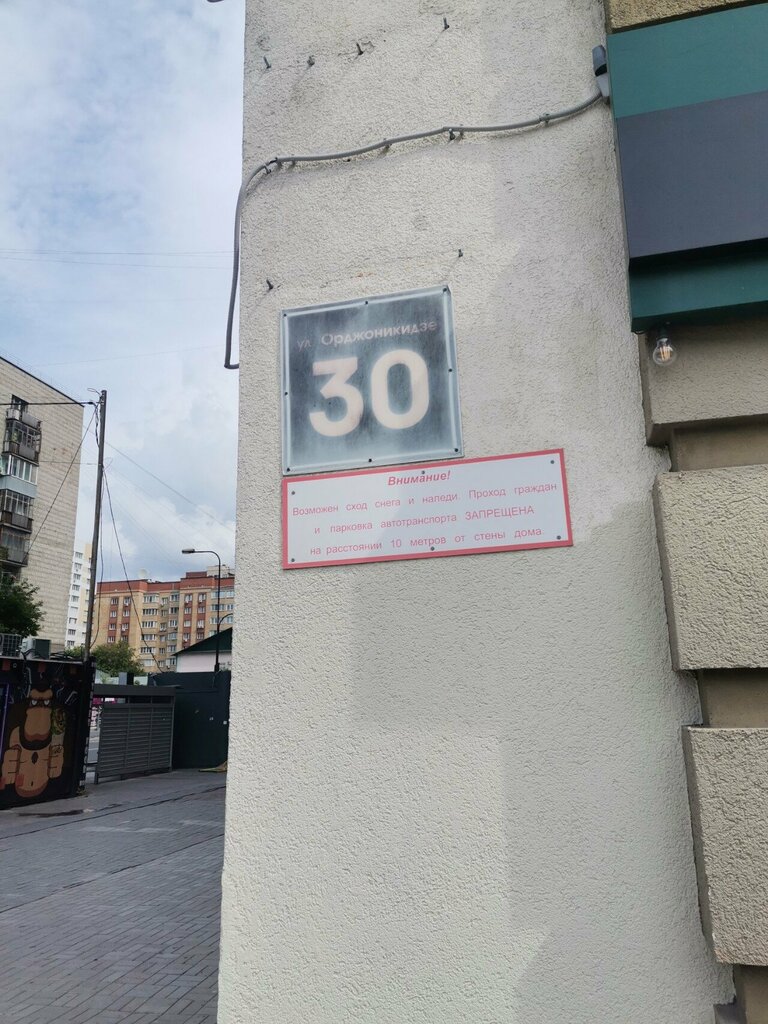 ул. Орджоникидзе
30
Внимание!
Возможен сход снега и наледи. Проход граждан
и парковка автотранспорта ЗАПРЕЩЕНА
на расстоянии 10 метров от стены дома